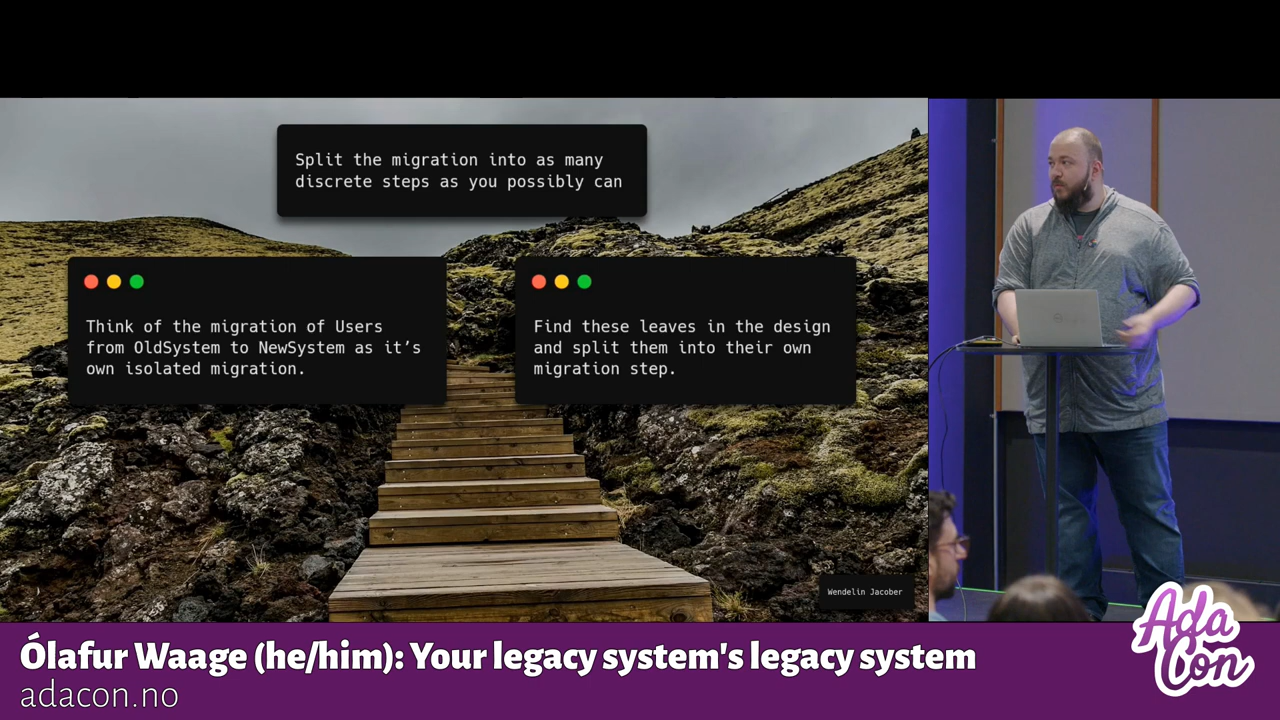 Split the migration into as many
discrete steps as you possibly can
Think of the migration of Users
from OldSystem to NewSystem as it’s
own isolated migration.
Find these leaves in the design
and split them into their own
migration step.
Wendelin Jacober
Ólafur Waage (he/him): Your legacy system's legacy system
adacon.no
Ada
Con